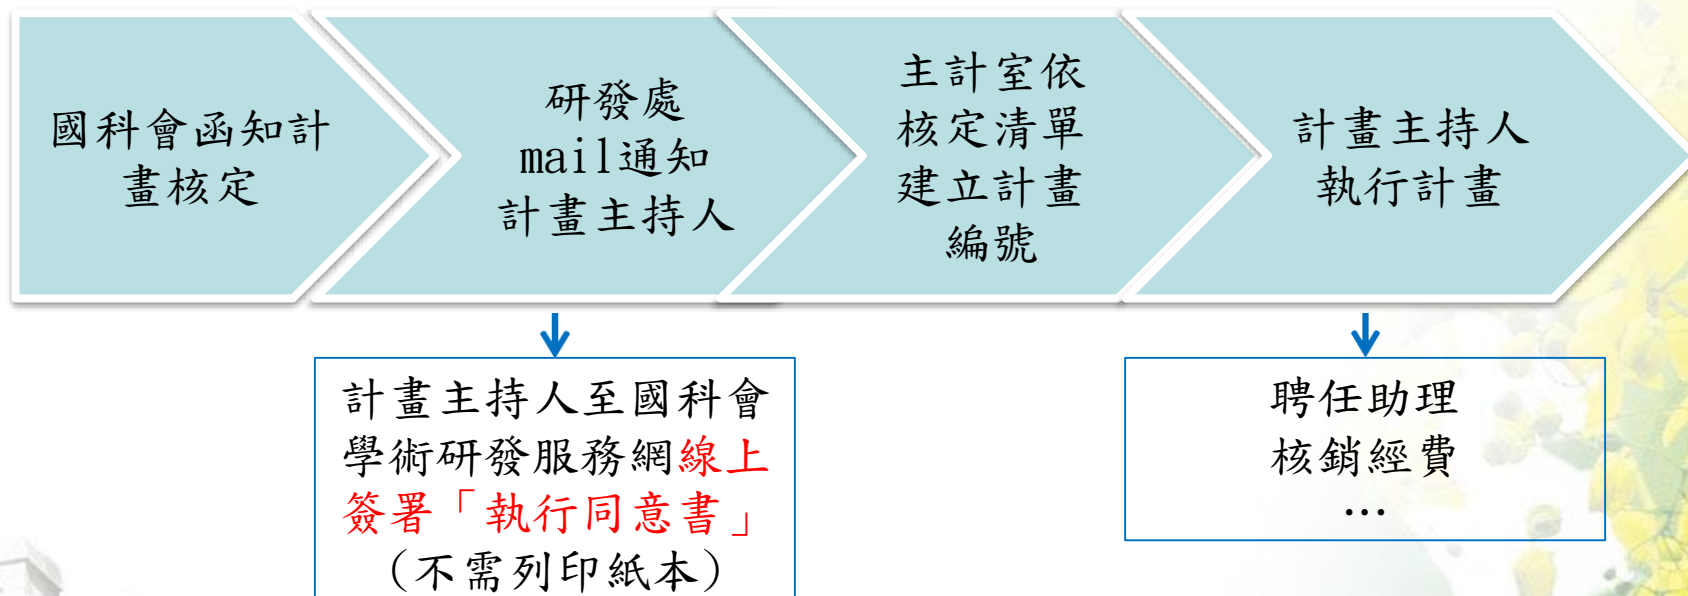 國科會函知計
畫核定
研發處
mail通知
計畫主持人
主計室依
核定清單
建立計畫
編號
計畫主持人
執行計畫
計畫主持人至國科會
學術研發服務網線上
簽署「執行同意書」
(不需列印紙本)
聘任助理
核銷經費
...